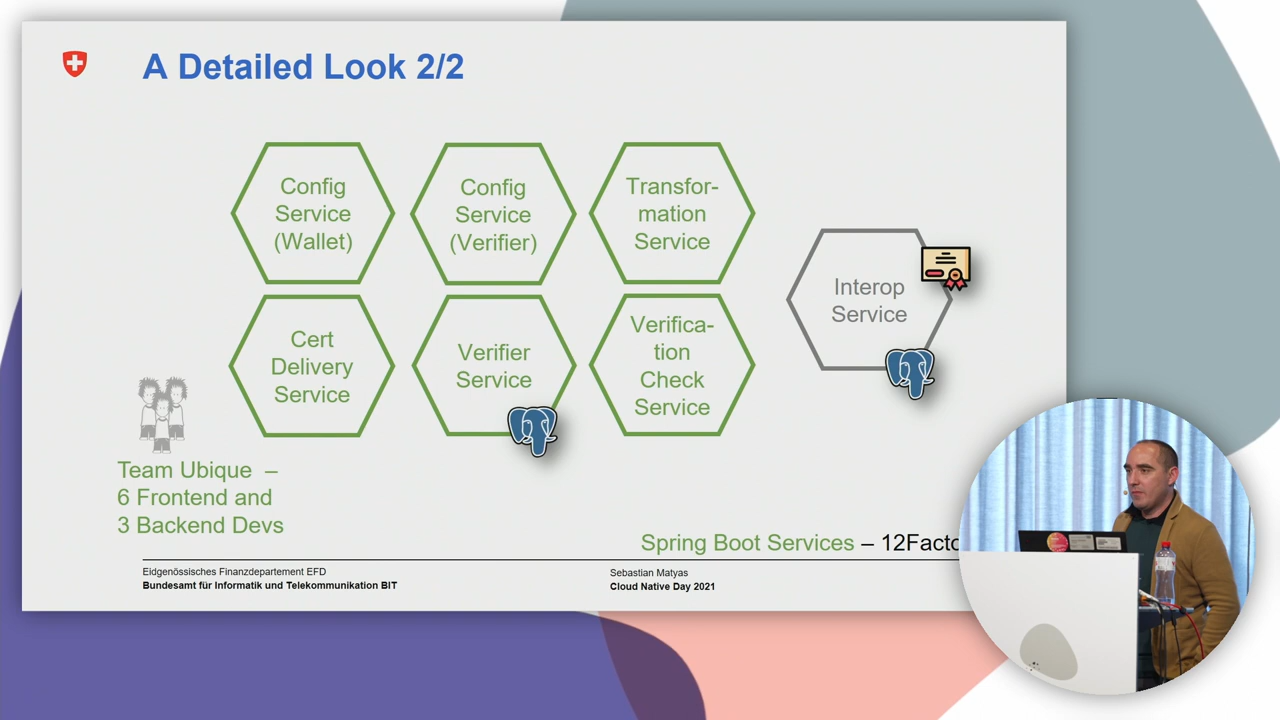 A Detailed Look 2/2
Config
Service
(Wallet)
Config
Service
(Verifier)
Transfor-
mation
Service
Interop
Service
Cert
Delivery
Service
Verifier
Service
Verifica-
tion
Check
Service
Team Ubique –
6 Frontend and
3 Backend Devs
Spring Boot Services – 12Facto
Eidgenössisches Finanzdepartement EFD
Bundesamt für Informatik und Telekommunikation BIT
Sebastian Matyas
Cloud Native Day 2021